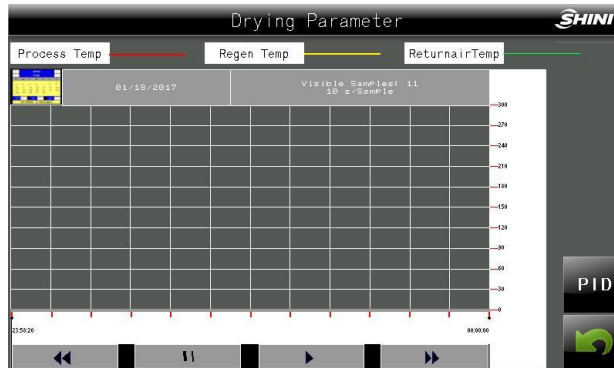 Drying Parameter
SHINI
Process Temp
Regen Temp
ReturnairTemp
01/18/2017
Visible Samples: 11
10 s/Sample
300
270
240
210
180
150
120
90
60
30
0
23:58:20
00:00:00
PID